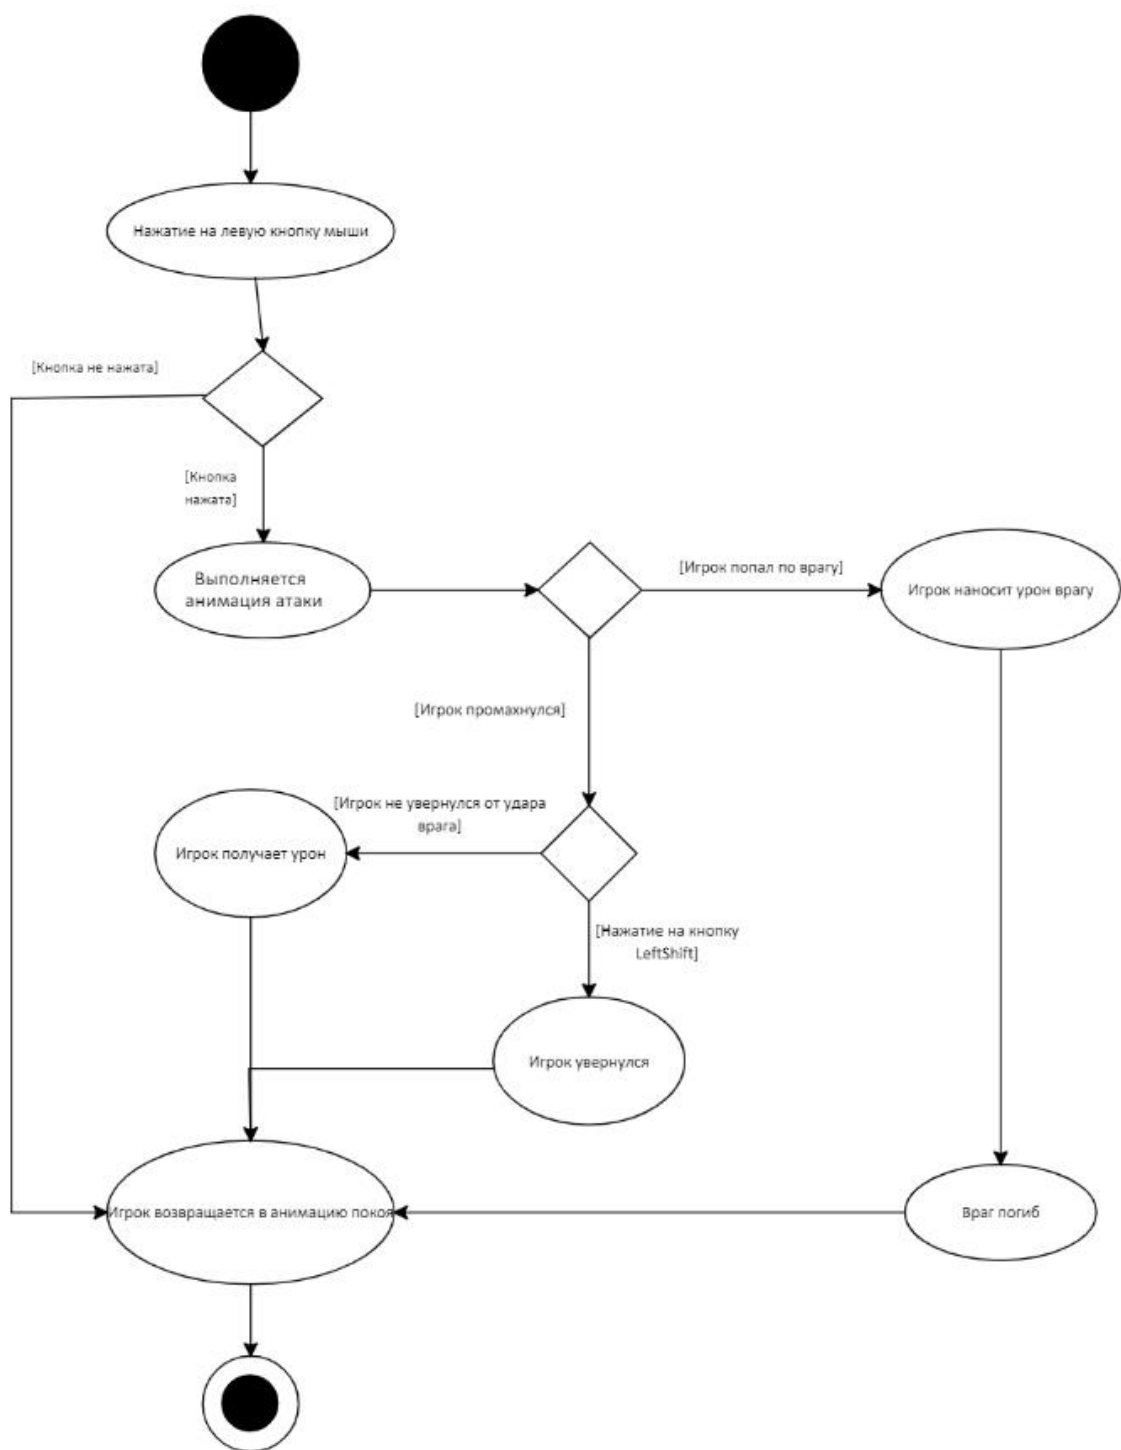 Нажатие на левую кнопку мыши
[Кнопка не нажата]
[Кнопка
нажата]
Выполняется
анимация атаки
[Игрок попал по врагу]
Игрок наносит урон врагу
[Игрок промахнулся]
[Игрок не увернулся от удара
врага]
Игрок получает урон
[Нажатие на кнопку
LeftShift]
Игрок увернулся
Игрок возвращается в анимацию покоя
Враг погиб